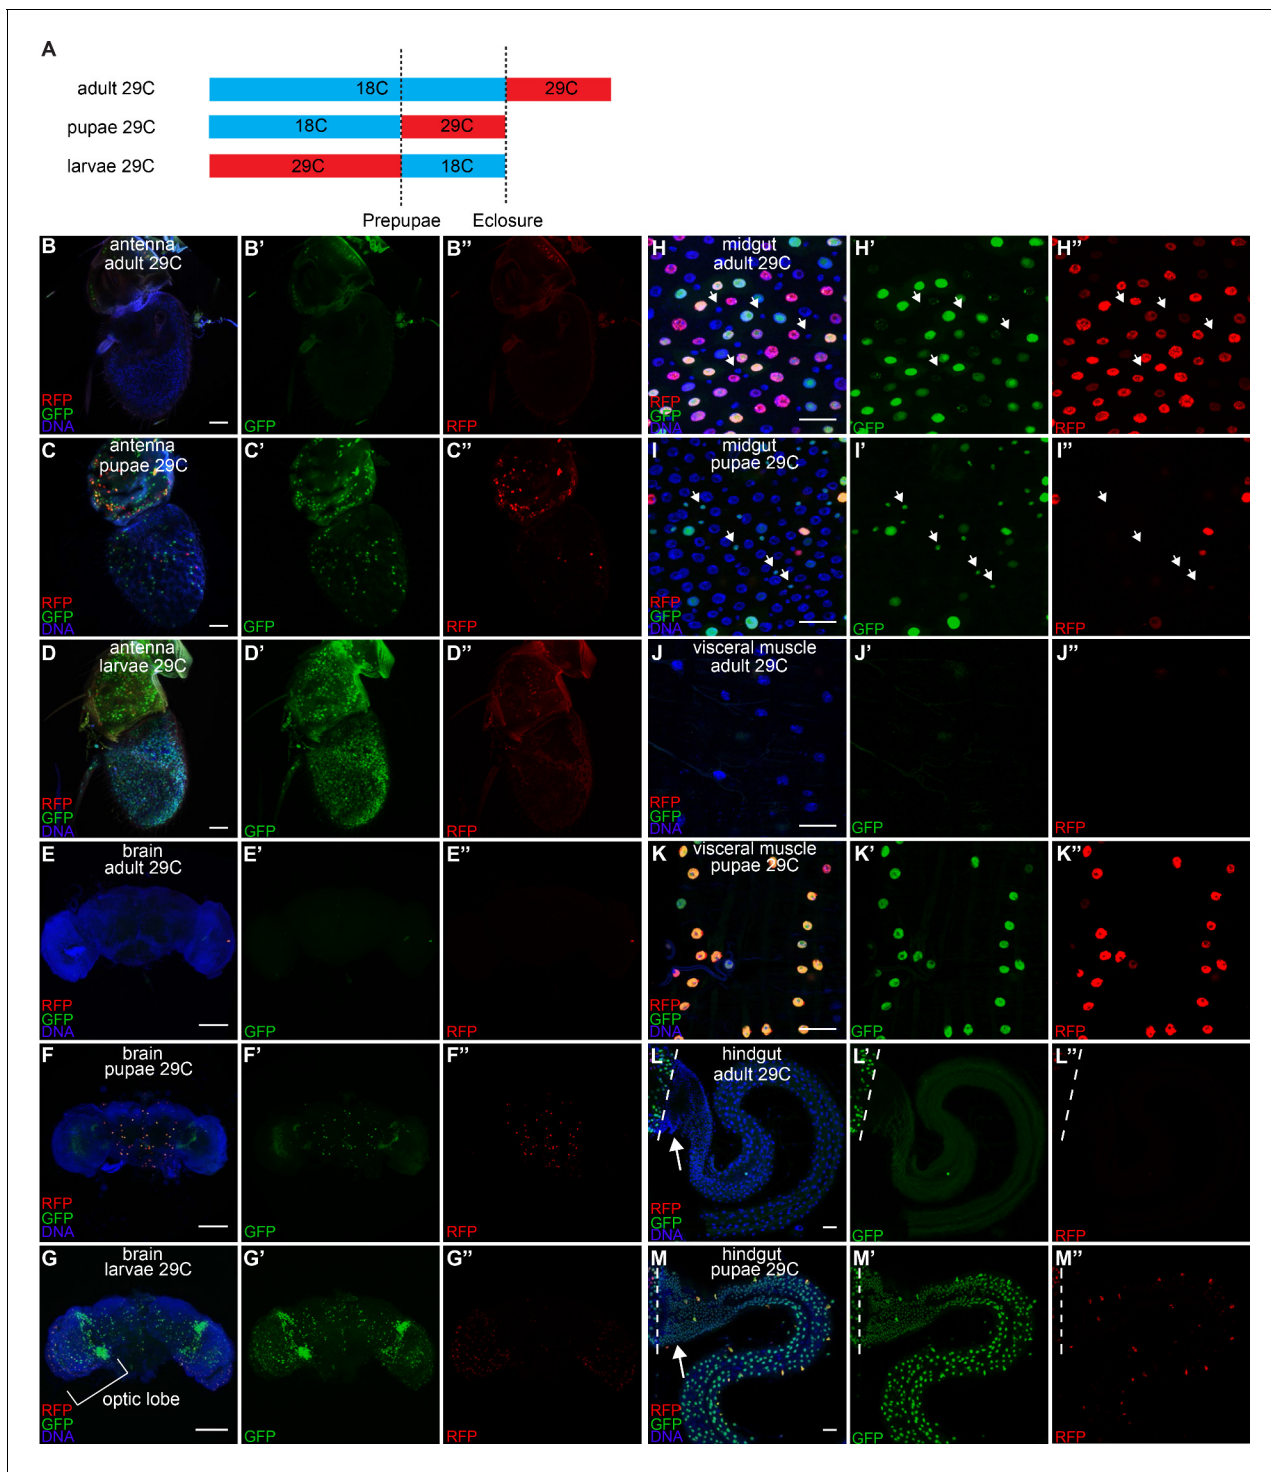 A
adult 29C
18C
29C
pupae 29C
18C
29C
larvae 29C
29C
18C
Prepupae
Eclosure
B
antenna
adult 29C
RFP
GFP
DNA
B’
GFP
B’’
RFP
C
antenna
pupae 29C
RFP
GFP
DNA
C’
GFP
C’’
RFP
D
antenna
larvae 29C
RFP
GFP
DNA
D’
GFP
D’’
RFP
E
brain
adult 29C
RFP
GFP
DNA
E’
GFP
E’’
RFP
F
brain
pupae 29C
RFP
GFP
DNA
F’
GFP
F’’
RFP
G
brain
larvae 29C
optic lobe
RFP
GFP
DNA
G’
GFP
G’’
RFP
H
midgut
adult 29C
RFP
GFP
DNA
H’
GFP
H’’
RFP
I
midgut
pupae 29C
RFP
GFP
DNA
I’
GFP
I’’
RFP
J
visceral muscle
adult 29C
RFP
GFP
DNA
J’
GFP
J’’
RFP
K
visceral muscle
pupae 29C
RFP
GFP
DNA
K’
GFP
K’’
RFP
L
hindgut
adult 29C
RFP
GFP
DNA
L’
GFP
L’’
RFP
M
hindgut
pupae 29C
RFP
GFP
DNA
M’
GFP
M’’
RFP